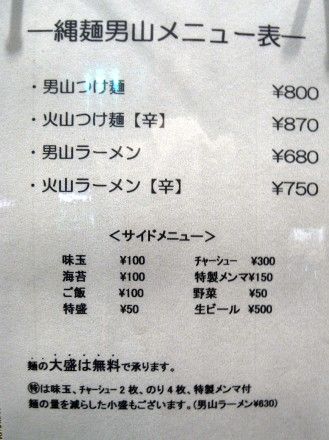 ―縄麺男山メニュー表―
・男山つけ麺 ¥800
・火山つけ麺【辛】 ¥870
・男山ラーメン ¥680
・火山ラーメン【辛】 ¥750
＜サイドメニュー＞
味玉 ¥100 チャーシュー ¥300
海苔 ¥100 特製メンマ ¥150
ご飯 ¥100 野菜 ¥50
特盛 ¥50 生ビール ¥500
麺の大盛は無料で承ります。
㊕は味玉、チャーシュー2枚、のり4枚、特製メンマ付
麺の量を減らした小盛もございます。(男山ラーメン¥630)